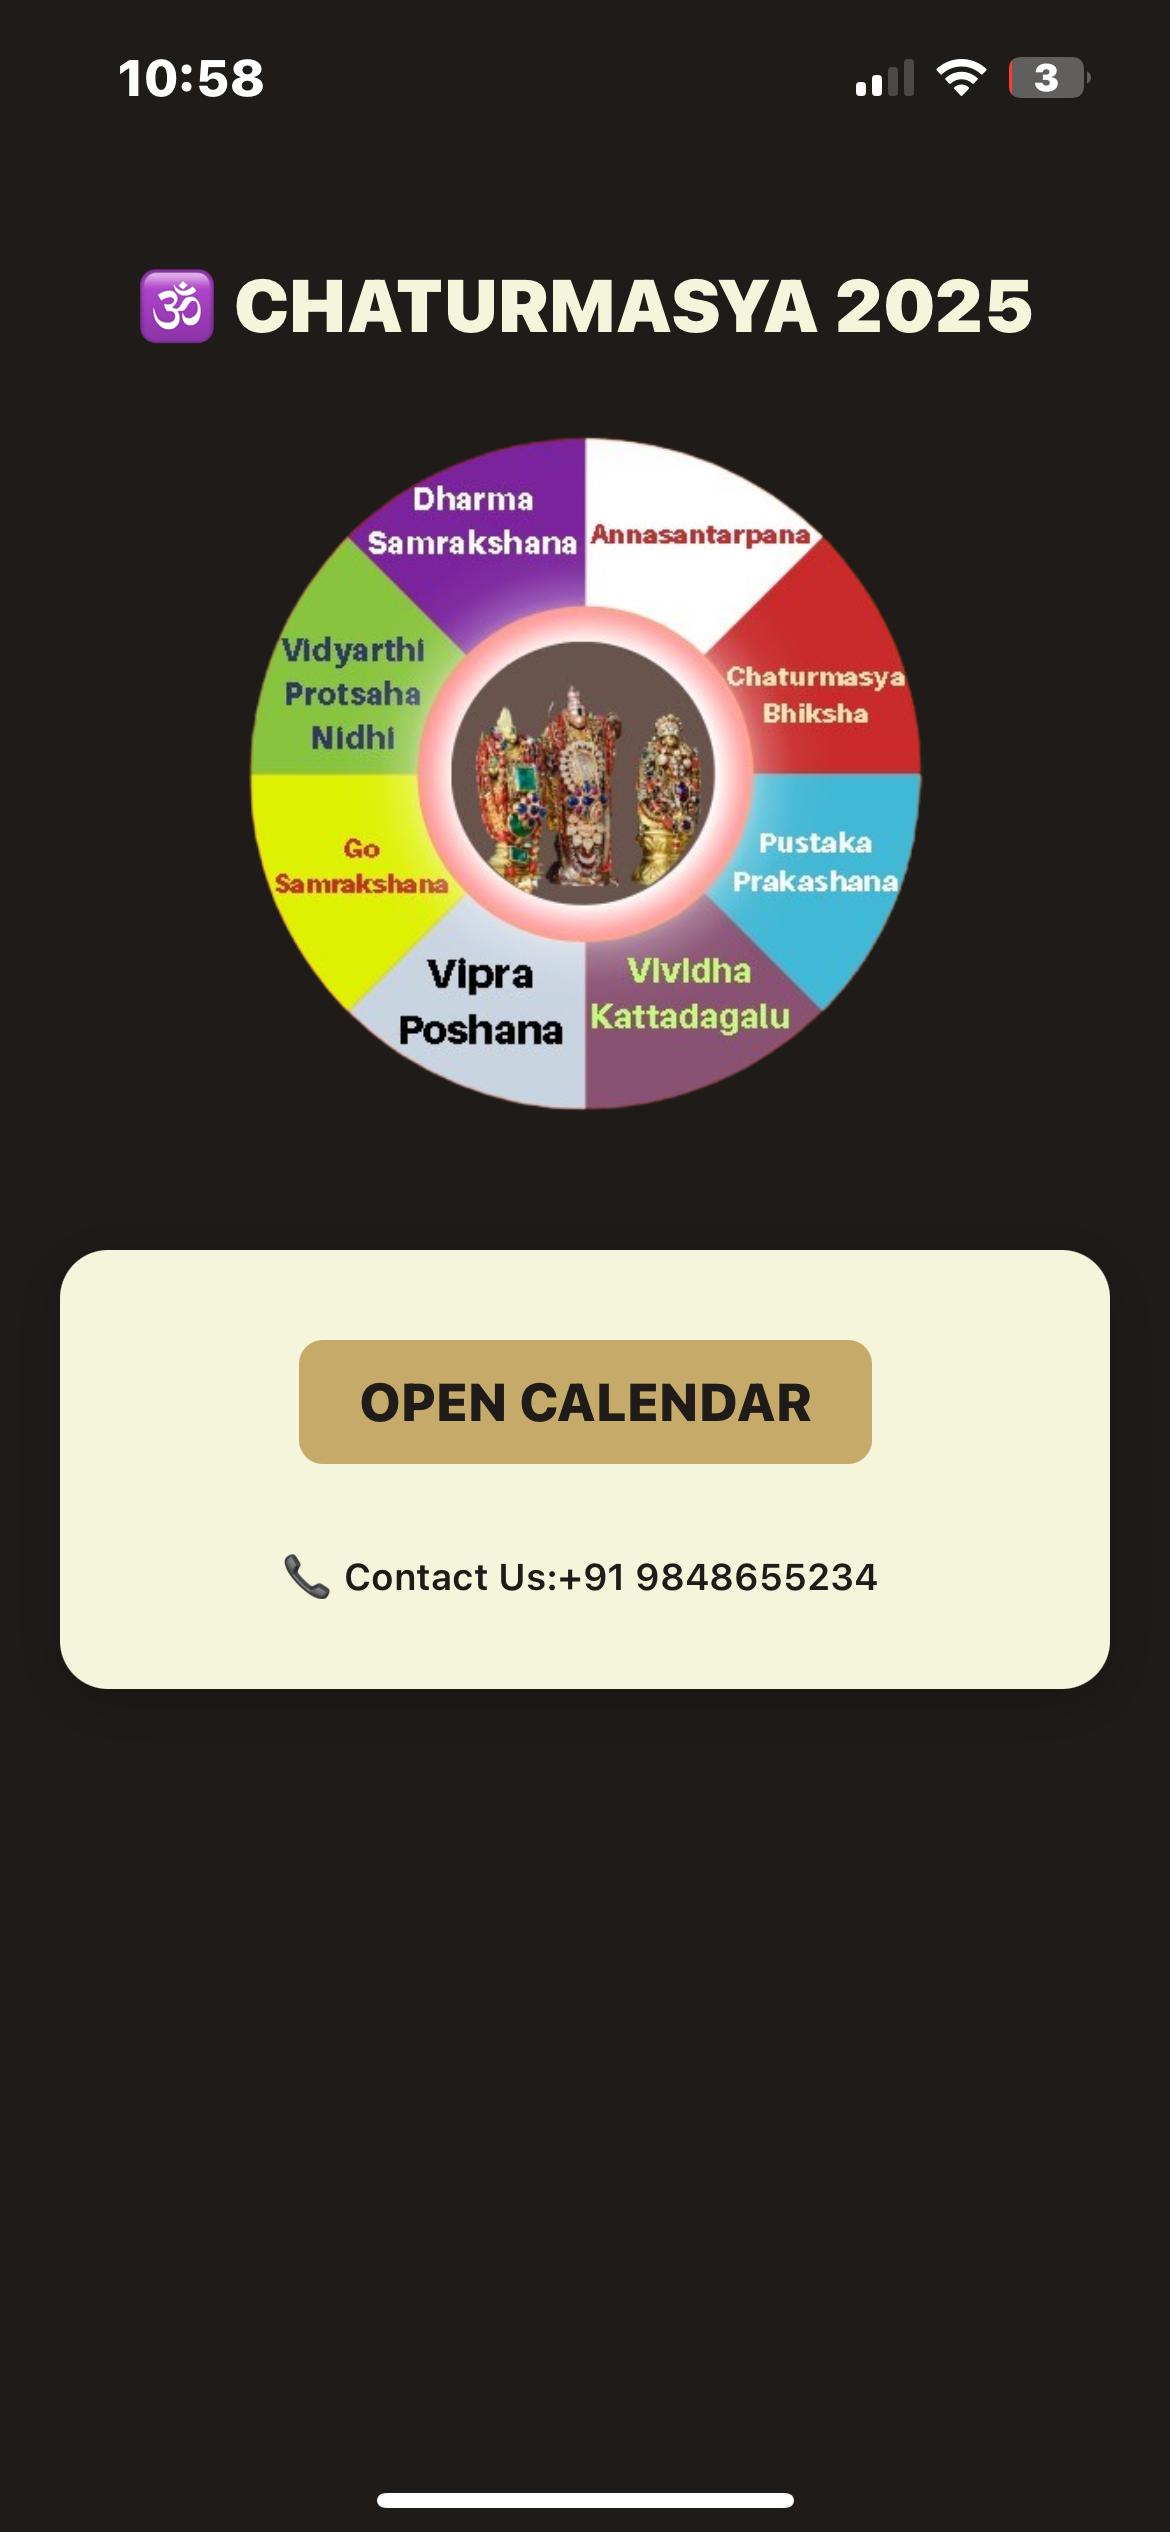 10:58
3
🕉 CHATURMASYA 2025
Dharma
Samrakshana
Annasantarpana
Vidyarthi
Protsaha
Nidhi
Chaturmasya
Bhiksha
Go
Samrakshana
Pustaka
Prakashana
Vipra
Poshana
Vividha
Kattadagalu
OPEN CALENDAR
📞 Contact Us:+91 9848655234